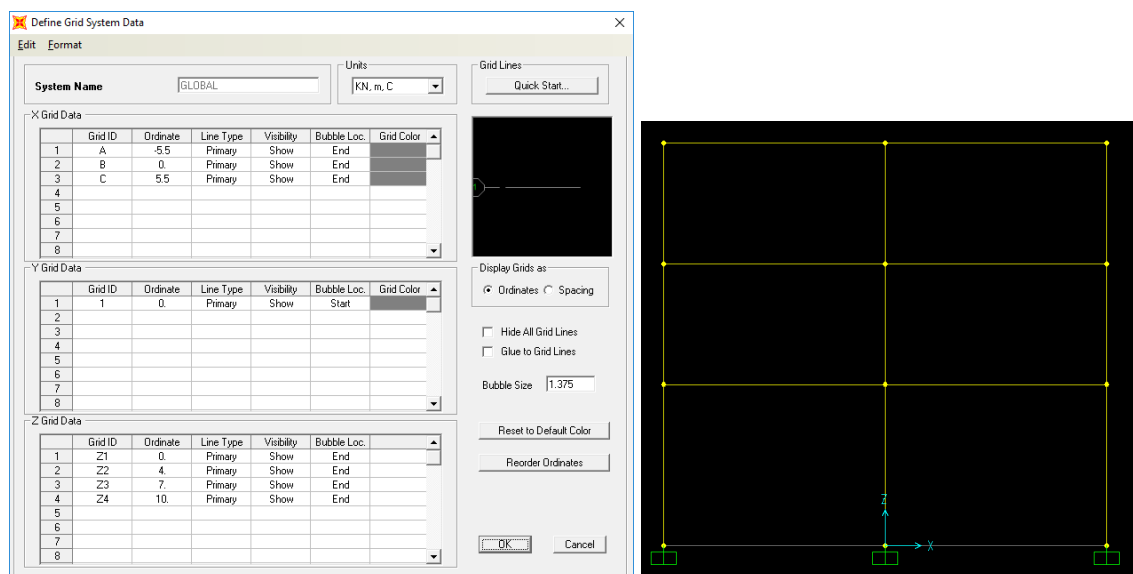 Define Grid System Data
Edit Format
System Name GLOBAL
Units
KN, m, C
Grid Lines
Quick Start...
X Grid Data
Grid ID Ordinate Line Type Visibility Bubble Loc. Grid Color
1 A -5.5 Primary Show End
2 B 0. Primary Show End
3 C 5.5 Primary Show End
4
5
6
7
8
1
Y Grid Data
Grid ID Ordinate Line Type Visibility Bubble Loc. Grid Color
1 1 0. Primary Show Start
2
3
4
5
6
7
8
Display Grids as
Ordinates Spacing
Hide All Grid Lines
Glue to Grid Lines
Bubble Size 1.375
Z Grid Data
Grid ID Ordinate Line Type Visibility Bubble Loc.
1 Z1 0. Primary Show End
2 Z2 4. Primary Show End
3 Z3 7. Primary Show End
4 Z4 10. Primary Show End
5
6
7
8
Reset to Default Color
Reorder Ordinates
OK Cancel
Z
X